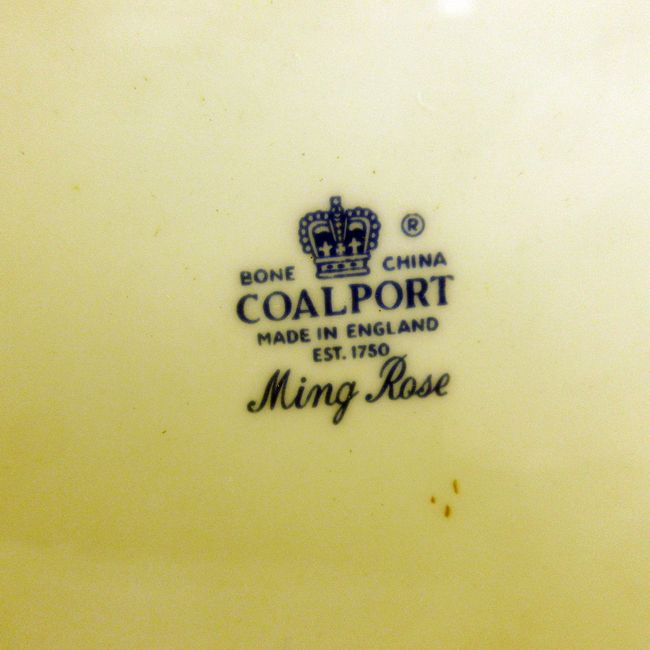 ®
BONE CHINA
COALPORT
MADE IN ENGLAND
EST. 1750
Ming Rose